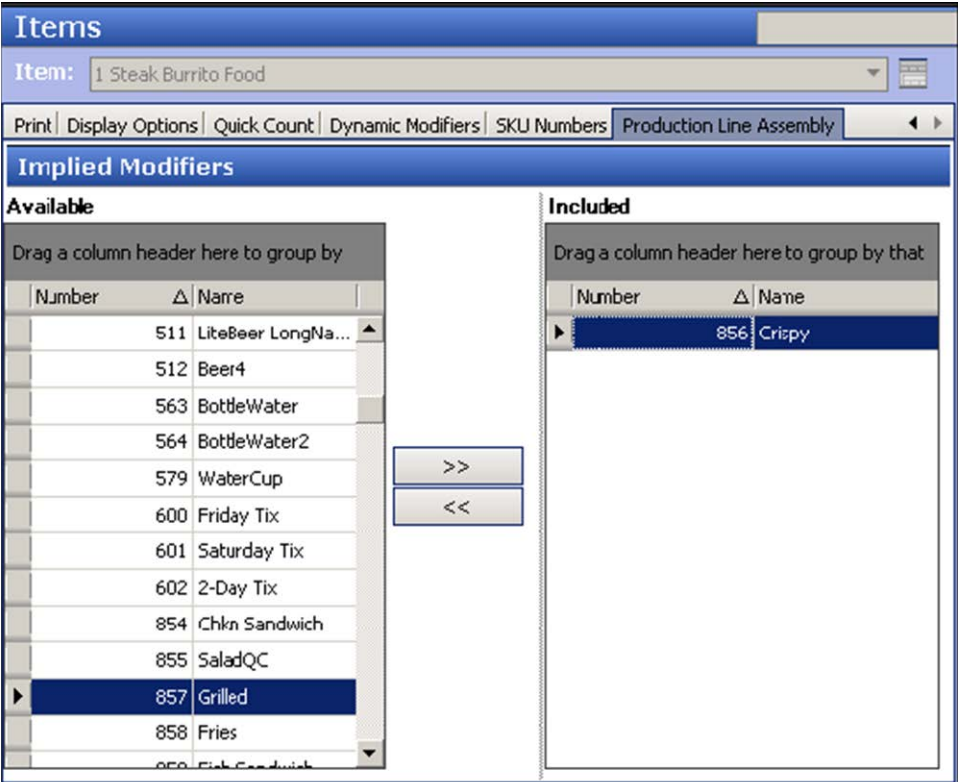 Items
Item: 1 Steak Burrito Food
Print Display Options Quick Count Dynamic Modifiers SKU Numbers Production Line Assembly
Implied Modifiers
Available
Drag a column header here to group by
Number Name
511 LiteBeer LongNa...
512 Beer4
563 BottleWater
564 BottleWater2
579 WaterCup
600 Friday Tix
601 Saturday Tix
602 2-Day Tix
854 Chkn Sandwich
855 SaladQC
857 Grilled
858 Fries
859 Fish Sandwich
>>
<<
Included
Drag a column header here to group by that
Number Name
856 Crispy